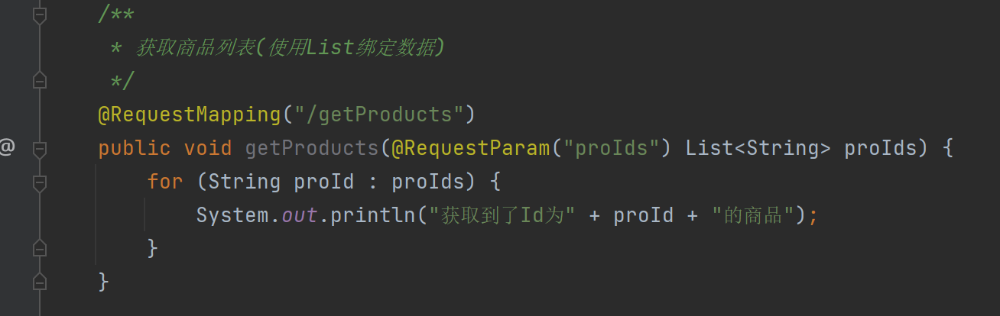 /**
 * 获取商品列表(使用List绑定数据)
 */
@RequestMapping("/getProducts")
@ public void getProducts(@RequestParam("proIds") List<String> proIds) {
for (String proId : proIds) {
System.out.println("获取到了Id为" + proId + "的商品");
}
}